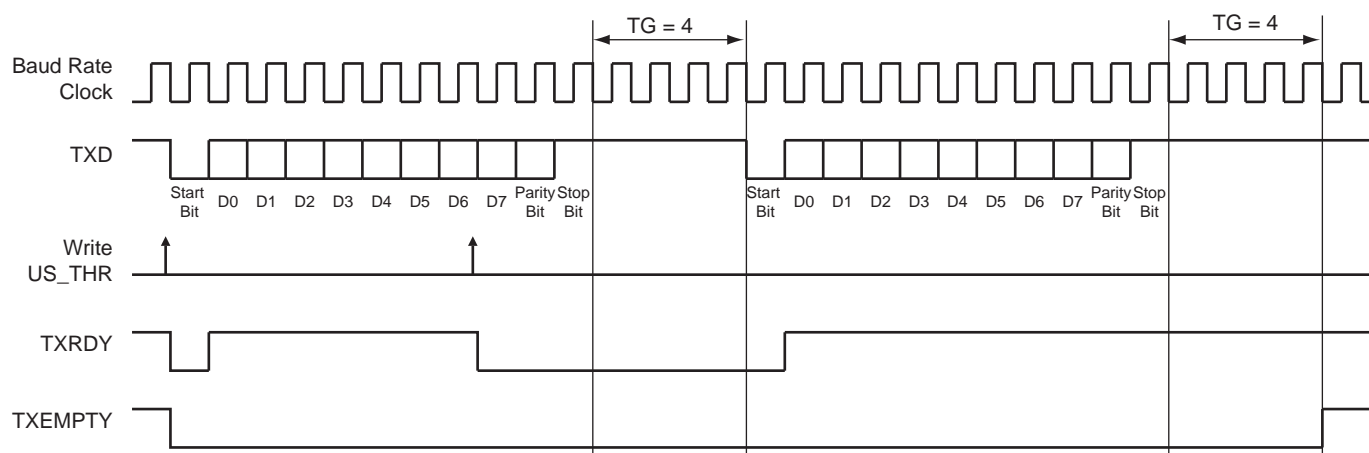 TG = 4
TG = 4
Baud Rate
Clock
TXD
Start
Bit
D0
D1
D2
D3
D4
D5
D6
D7
Parity
Bit
Stop
Bit
Start
Bit
D0
D1
D2
D3
D4
D5
D6
D7
Parity
Bit
Stop
Bit
Write
US_THR
TXRDY
TXEMPTY